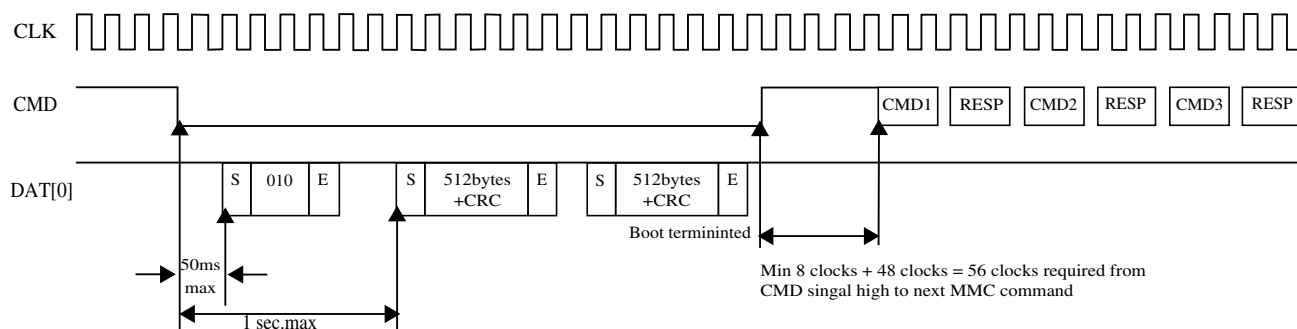 CLK
CMD
CMD1 RESP CMD2 RESP CMD3 RESP
DAT[0]
S 010 E S 512bytes +CRC E S 512bytes +CRC E
Boot termininted
50ms max
1 sec.max
Min 8 clocks + 48 clocks = 56 clocks required from
CMD singal high to next MMC command